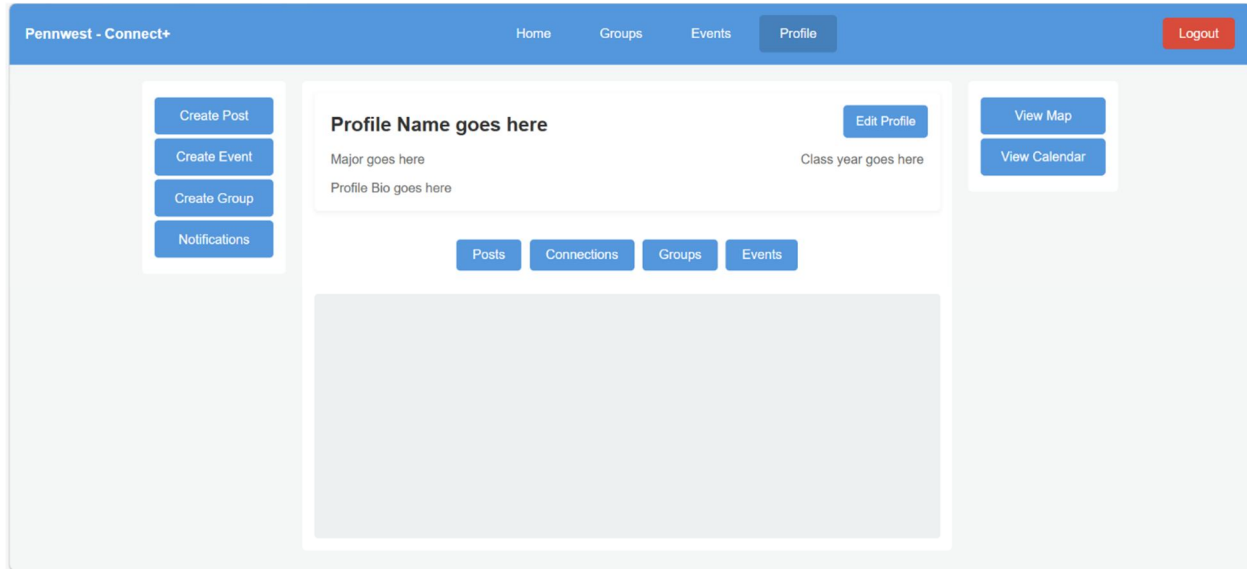 Pennwest - Connect+
Home
Groups
Events
Profile
Logout
Create Post
Create Event
Create Group
Notifications
Profile Name goes here
Edit Profile
Major goes here
Class year goes here
Profile Bio goes here
Posts
Connections
Groups
Events
View Map
View Calendar